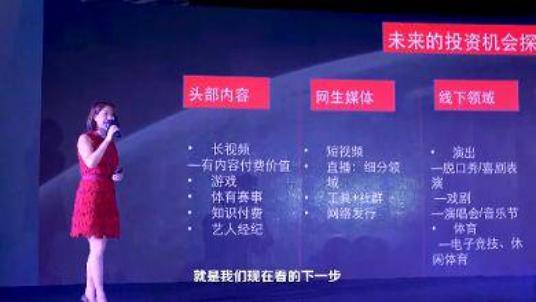 未来的投资机会探
头部内容
网生媒体
线下领域
• 长视频
—有内容付费价值
• 游戏
• 体育赛事
• 知识付费
• 艺人经纪
• 短视频
• 直播：细分领
域
• 工具+社群
• 网络发行
• 演出
—脱口秀/喜剧表
演
—戏剧
—演唱会/音乐节
• 体育
—电子竞技、休
闲体育
就是我们现在看的下一步